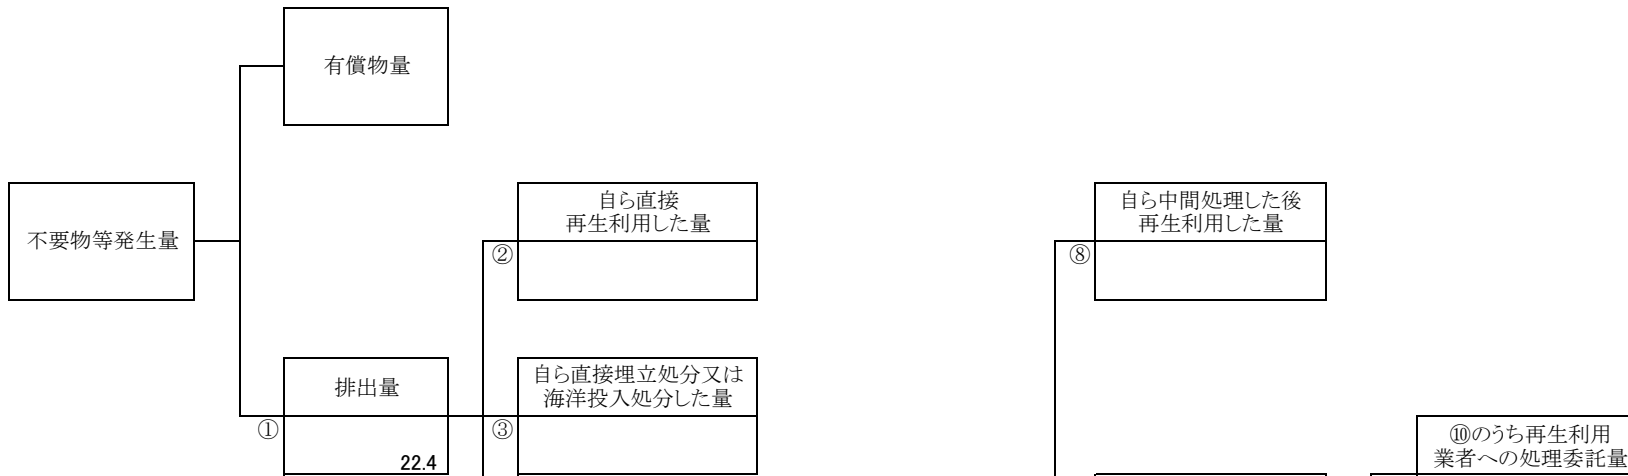 有償物量
不要物等発生量
自ら直接
再生利用した量
②
自ら中間処理した後
再生利用した量
⑧
排出量
①
22.4
自ら直接埋立処分又は
海洋投入処分した量
③
⑩のうち再生利用
業者への処理委託量